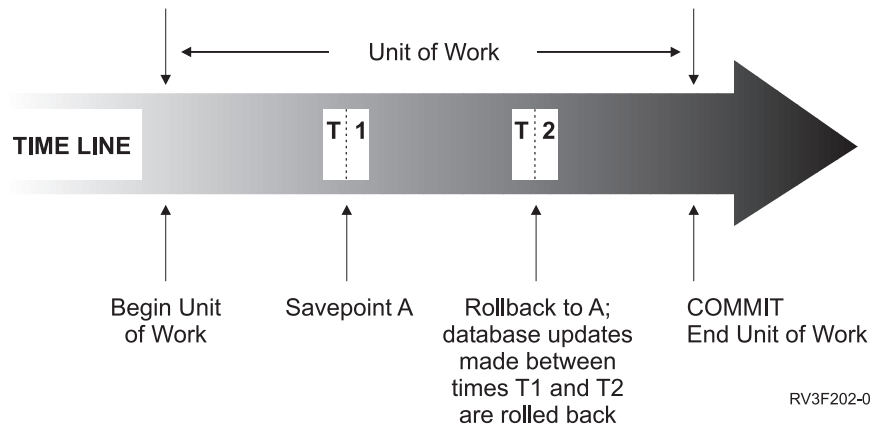 Unit of Work
TIME LINE
T 1
T 2
Begin Unit
of Work
Savepoint A
Rollback to A;
database updates
made between
times T1 and T2
are rolled back
COMMIT
End Unit of Work
RV3F202-0